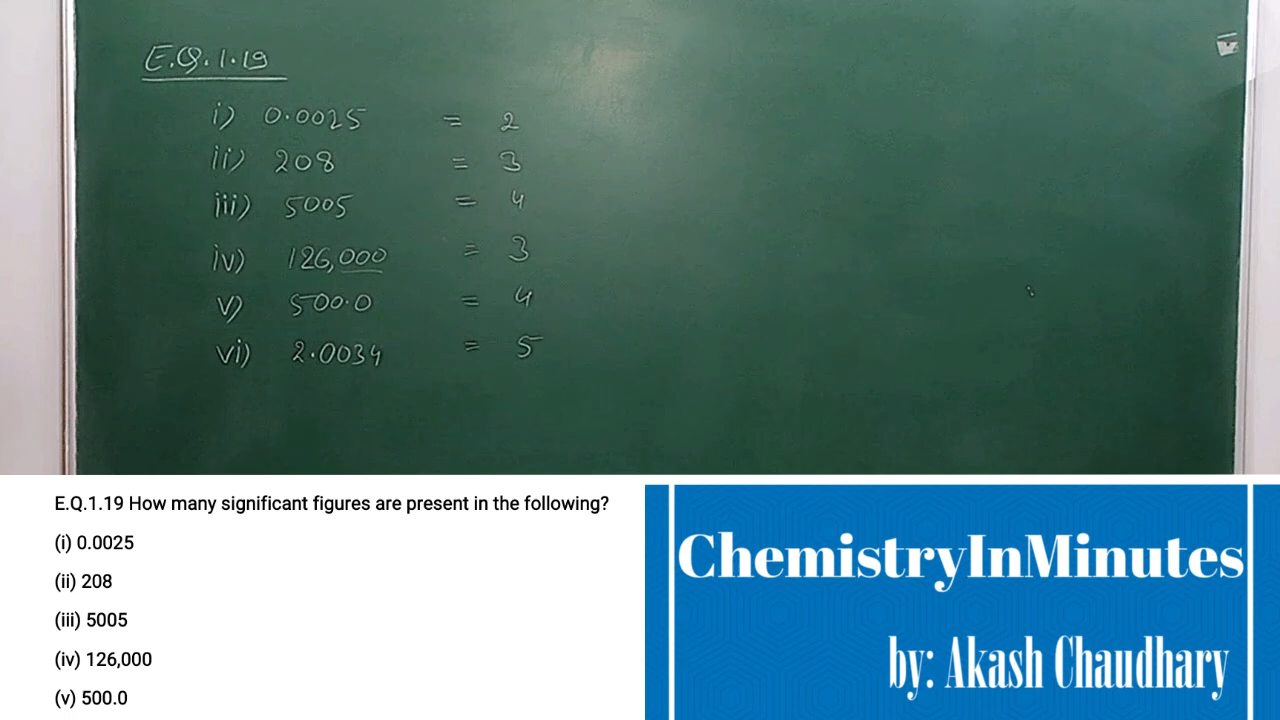 E.Q.1.19
i) 0.0025 = 2
ii) 208 = 3
iii) 5005 = 4
iv) 126,000 = 3
v) 500.0 = 4
vi) 2.0034 = 5
E.Q.1.19 How many significant figures are present in the following?
(i) 0.0025
(ii) 208
(iii) 5005
(iv) 126,000
(v) 500.0
ChemistryInMinutes
by: Akash Chaudhary